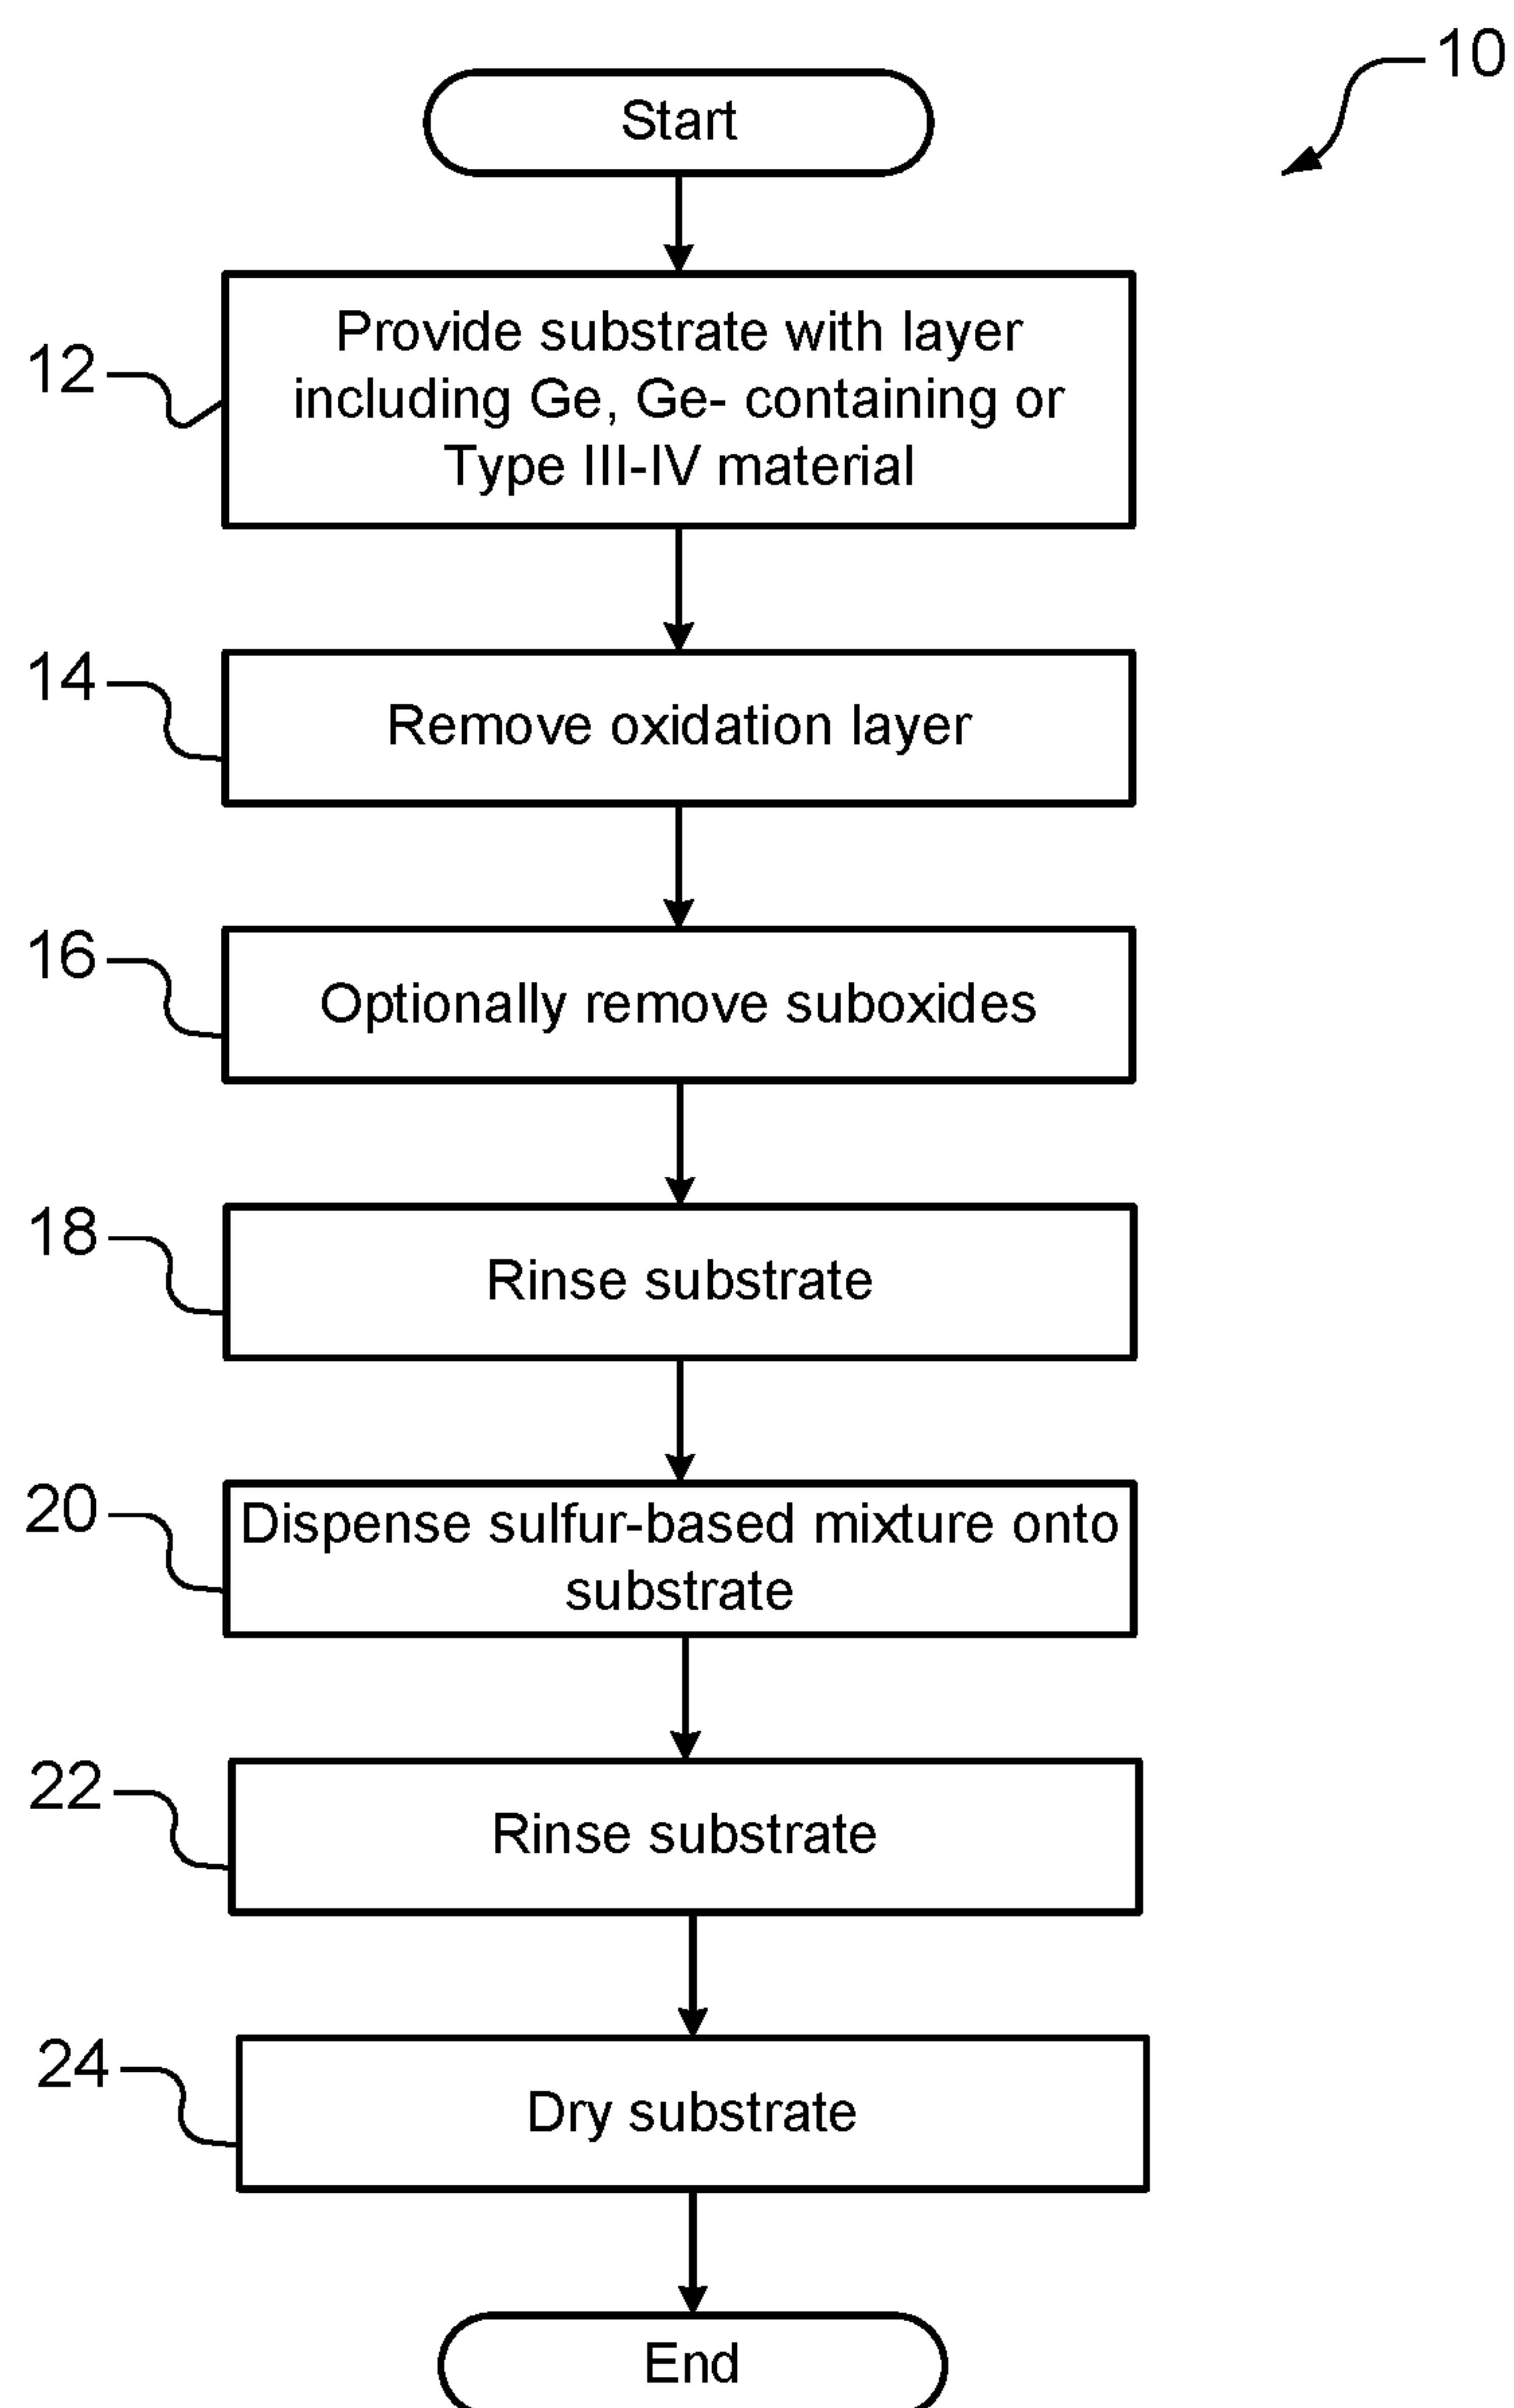 10
Start
12
Provide substrate with layer
including Ge, Ge- containing or
Type III-IV material
14
Remove oxidation layer
16
Optionally remove suboxides
18
Rinse substrate
20
Dispense sulfur-based mixture onto
substrate
22
Rinse substrate
24
Dry substrate
End